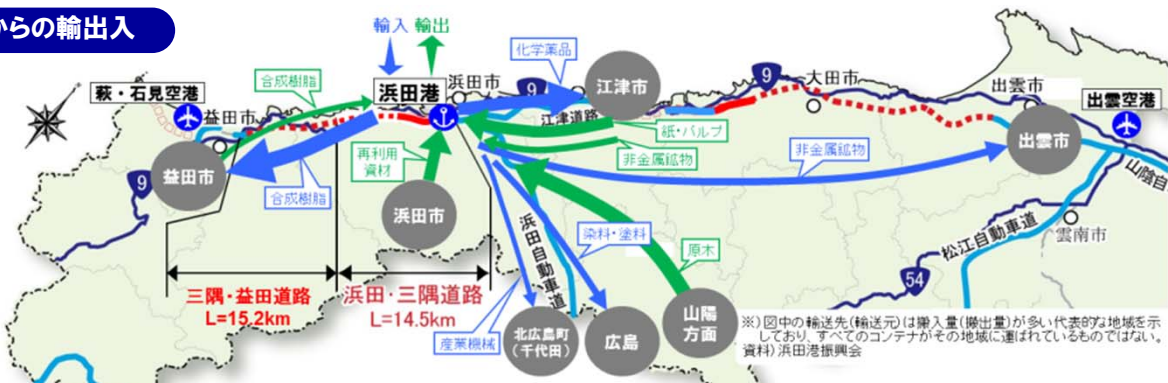 からの輸出入
輸入 輸出
化学薬品
合成樹脂
浜田港
浜田市
9
江津市
9
大田市
出雲市
萩・石見空港
益田市
江津道路
紙・パルプ
出雲空港
再利用
資材
非金属鉱物
非金属鉱物
出雲市
益田市
9
合成樹脂
浜田市
浜田自動車道
染料・塗料
原木
山陰自
松江自動車道
雲南市
54
三隅・益田道路
L=15.2km
浜田・三隅道路
L=14.5km
産業機械
北広島町
(千代田)
広島
山陽
方面
※)図中の輸送先(輸送元)は搬入量(搬出量)が多い代表的な地域を示
しており、すべてのコンテナがその地域に運ばれているものではない。
資料)浜田港振興会